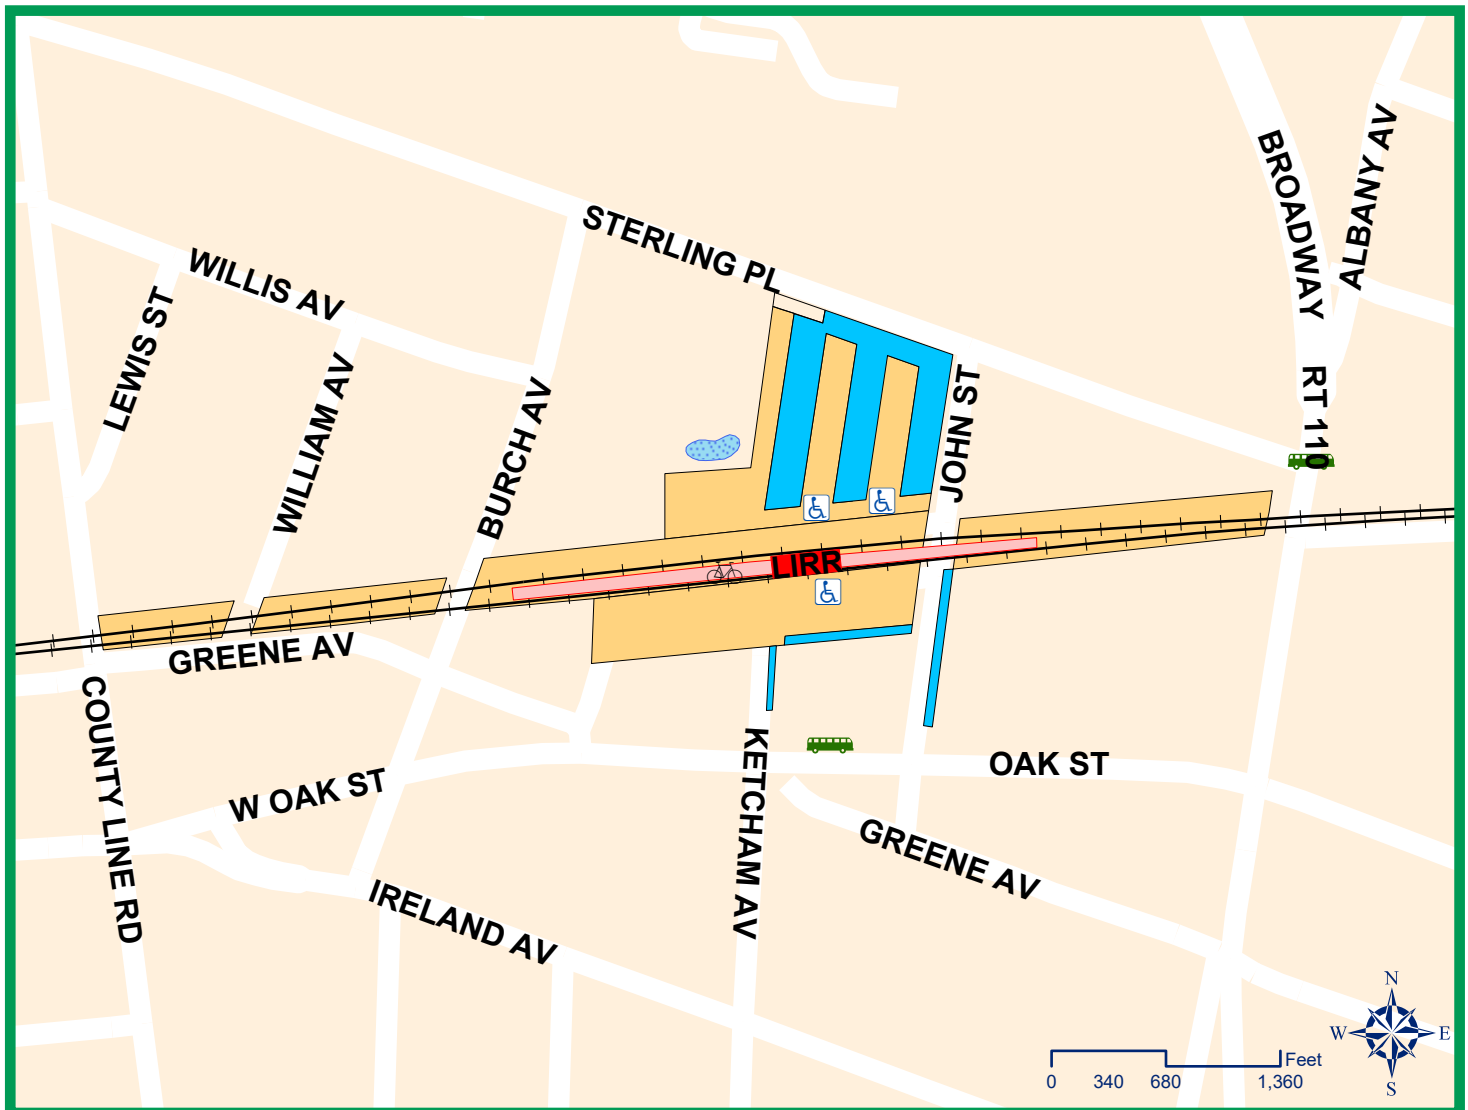 STERLING PL
BROADWAY
ALBANY AV
WILLIS AV
LEWIS ST
WILLIAM AV
BURCH AV
JOHN ST
RT 110
LIRR
GREENE AV
COUNTY LINE RD
W OAK ST
KETCHAM AV
OAK ST
GREENE AV
IRELAND AV
N
W
E
S
Feet
0 340 680 1,360